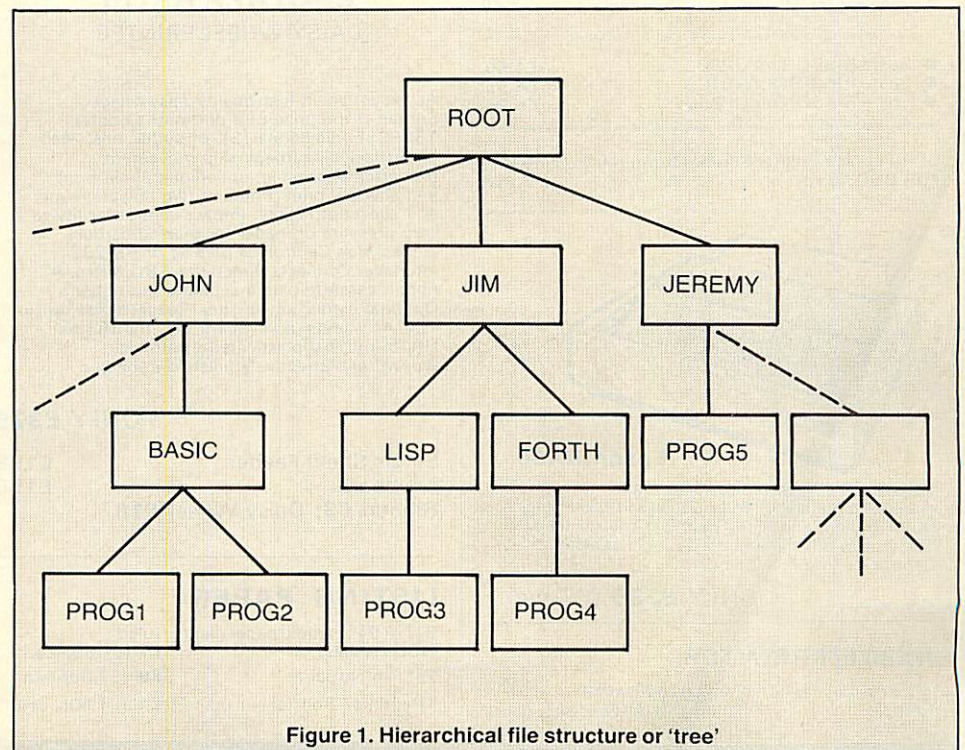 ROOT
JOHN JIM JEREMY
BASIC LISP FORTH PROG5
PROG1 PROG2 PROG3 PROG4
Figure 1. Hierarchical file structure or 'tree'